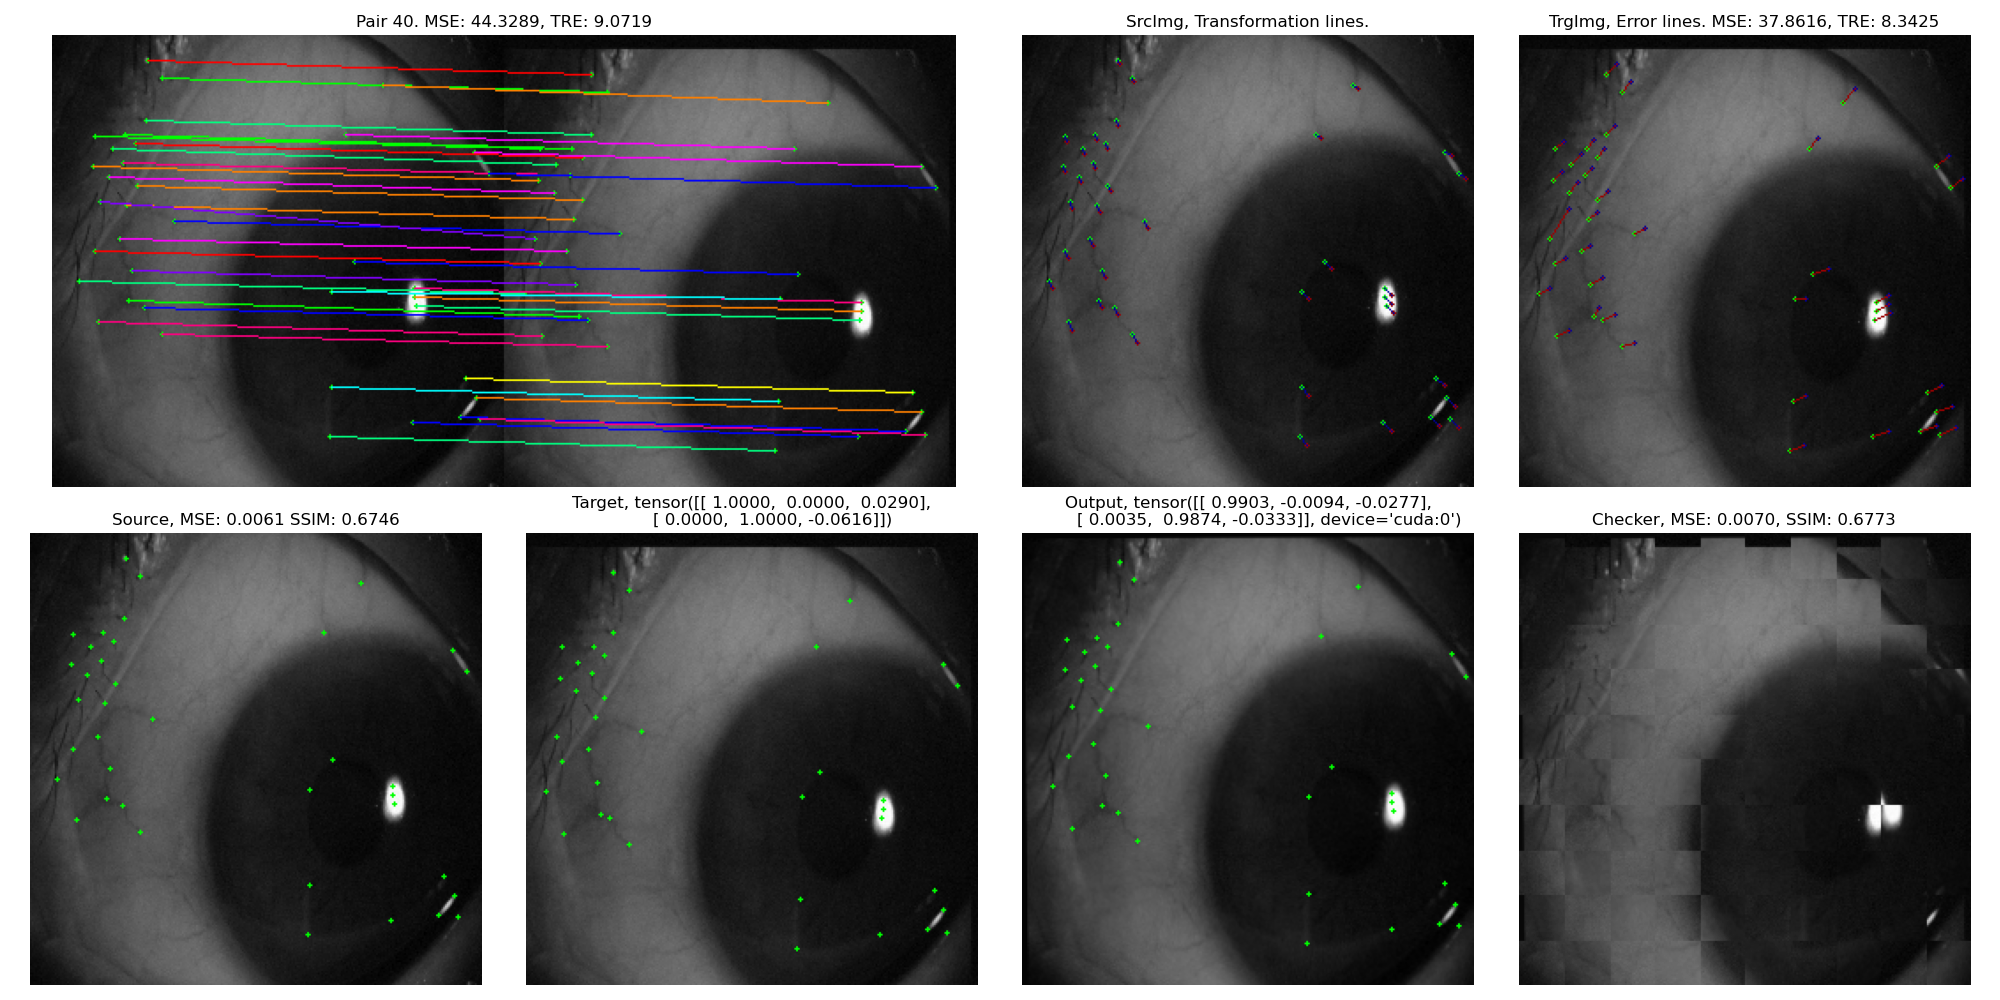 Pair 40. MSE: 44.3289, TRE: 9.0719
SrcImg, Transformation lines.
TrgImg, Error lines. MSE: 37.8616, TRE: 8.3425
Source, MSE: 0.0061 SSIM: 0.6746
Target, tensor([[ 1.0000,  0.0000,  0.0290],
[ 0.0000,  1.0000, -0.0616]])
Output, tensor([[ 0.9903, -0.0094, -0.0277],
[ 0.0035,  0.9874, -0.0333]], device='cuda:0')
Checker, MSE: 0.0070, SSIM: 0.6773